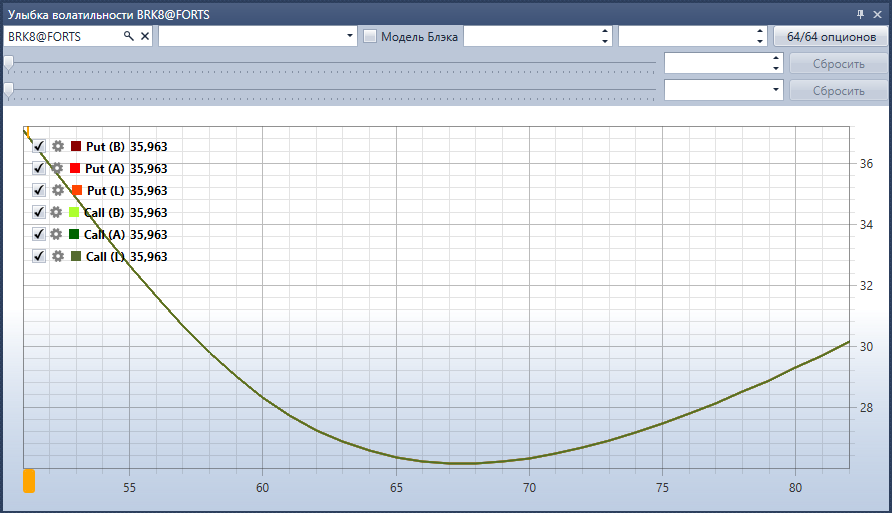 Улыбка волатильности BRK8@FORTS
BRK8@FORTS Модель Блэка 64/64 опционов
Сбросить
Сбросить
Put (B) 35,963
Put (A) 35,963
Put (L) 35,963
Call (B) 35,963
Call (A) 35,963
Call (L) 35,963
36
34
32
30
28
55 60 65 70 75 80